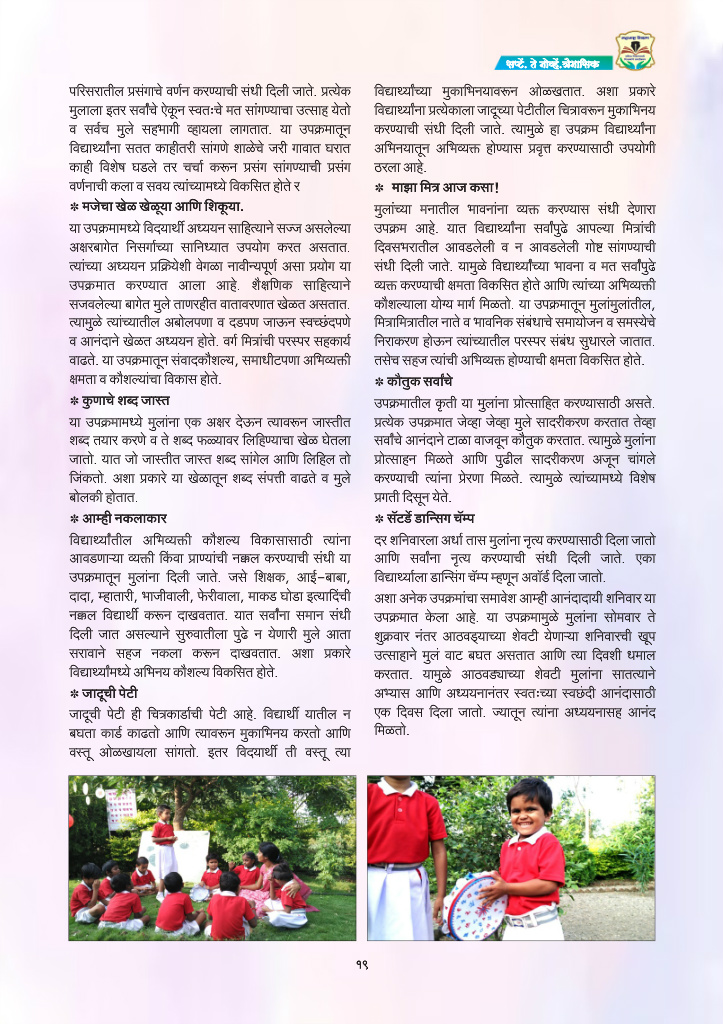 सप्टें. ते नोव्हें.त्रैमासिक
परिसरातील प्रसंगाचे वर्णन करण्याची संधी दिली जाते. प्रत्येक
मुलाला इतर सर्वांचे ऐकून स्वतःचे मत सांगण्याचा उत्साह येतो
व सर्वच मुले सहभागी व्हायला लागतात. या उपक्रमातून
विद्यार्थ्यांना सतत काहीतरी सांगणे शाळेचे जरी गावात घरात
काही विशेष घडले तर चर्चा करून प्रसंग सांगण्याची प्रसंग
वर्णनाची कला व सवय त्यांच्यामध्ये विकसित होते र
✽ मजेचा खेळ खेळूया आणि शिकूया.
या उपक्रमामध्ये विदयार्थी अध्ययन साहित्याने सज्ज असलेल्या
अक्षरबागेत निसर्गाच्या सानिध्यात उपयोग करत असतात.
त्यांच्या अध्ययन प्रक्रियेशी वेगळा नावीन्यपूर्ण असा प्रयोग या
उपक्रमात करण्यात आला आहे. शैक्षणिक साहित्याने
सजवलेल्या बागेत मुले ताणरहीत वातावरणात खेळत असतात.
त्यामुळे त्यांच्यातील अबोलपणा व दडपण जाऊन स्वच्छंदपणे
व आनंदाने खेळत अध्ययन होते. वर्ग मित्रांची परस्पर सहकार्य
वाढते. या उपक्रमातून संवादकौशल्य, समाधीटपणा अभिव्यक्ती
क्षमता व कौशल्यांचा विकास होते.
✽ कुणाचे शब्द जास्त
या उपक्रमामध्ये मुलांना एक अक्षर देऊन त्यावरून जास्तीत
शब्द तयार करणे व ते शब्द फळ्यावर लिहिण्याचा खेळ घेतला
जातो. यात जो जास्तीत जास्त शब्द सांगेल आणि लिहिल तो
जिंकतो. अशा प्रकारे या खेळातून शब्द संपत्ती वाढते व मुले
बोलकी होतात.
✽ आम्ही नकलाकार
विद्यार्थ्यांतील अभिव्यक्ती कौशल्य विकासासाठी त्यांना
आवडणाऱ्या व्यक्ती किंवा प्राण्यांची नक्कल करण्याची संधी या
उपक्रमातून मुलांना दिली जाते. जसे शिक्षक, आई-बाबा,
दादा, म्हातारी, भाजीवाली, फेरीवाला, माकड घोडा इत्यादिंची
नक्कल विद्यार्थी करून दाखवतात. यात सर्वांना समान संधी
दिली जात असल्याने सुरुवातीला पुढे न येणारी मुले आता
सरावाने सहज नकला करून दाखवतात. अशा प्रकारे
विद्यार्थ्यांमध्ये अभिनय कौशल्य विकसित होते.
✽ जादूची पेटी
जादूची पेटी ही चित्रकार्डाची पेटी आहे. विद्यार्थी यातील न
बघता कार्ड काढतो आणि त्यावरून मुकाभिनय करतो आणि
वस्तू ओळखायला सांगतो. इतर विदयार्थी ती वस्तू त्या
विद्यार्थ्यांच्या मुकाभिनयावरून ओळखतात. अशा प्रकारे
विद्यार्थ्यांना प्रत्येकाला जादूच्या पेटीतील चित्रावरून मुकाभिनय
करण्याची संधी दिली जाते. त्यामुळे हा उपक्रम विद्यार्थ्यांना
अभिनयातून अभिव्यक्त होण्यास प्रवृत्त करण्यासाठी उपयोगी
ठरला आहे.
✽ माझा मित्र आज कसा!
मुलांच्या मनातील भावनांना व्यक्त करण्यास संधी देणारा
उपक्रम आहे. यात विद्यार्थ्यांना सर्वांपुढे आपल्या मित्रांची
दिवसभरातील आवडलेली व न आवडलेली गोष्ट सांगण्याची
संधी दिली जाते. यामुळे विद्यार्थ्यांच्या भावना व मत सर्वांपुढे
व्यक्त करण्याची क्षमता विकसित होते आणि त्यांच्या अभिव्यक्ती
कौशल्याला योग्य मार्ग मिळतो. या उपक्रमातून मुलांमुलांतील,
मित्रामित्रातील नाते व भावनिक संबंधाचे समायोजन व समस्येचे
निराकरण होऊन त्यांच्यातील परस्पर संबंध सुधारले जातात.
तसेच सहज त्यांची अभिव्यक्त होण्याची क्षमता विकसित होते.
✽ कौतुक सर्वांचे
उपक्रमातील कृती या मुलांना प्रोत्साहित करण्यासाठी असते.
प्रत्येक उपक्रमात जेव्हा जेव्हा मुले सादरीकरण करतात तेव्हा
सर्वांचे आनंदाने टाळा वाजवून कौतुक करतात. त्यामुळे मुलांना
प्रोत्साहन मिळते आणि पुढील सादरीकरण अजून चांगले
करण्याची त्यांना प्रेरणा मिळते. त्यामुळे त्यांच्यामध्ये विशेष
प्रगती दिसून येते.
✽ सॅटर्डे डान्सिग चॅम्प
दर शनिवारला अर्धा तास मुलांना नृत्य करण्यासाठी दिला जातो
आणि सर्वांना नृत्य करण्याची संधी दिली जाते. एका
विद्यार्थ्याला डान्सिंग चॅम्प म्हणून अवॉर्ड दिला जातो.
अशा अनेक उपक्रमांचा समावेश आम्ही आनंदादायी शनिवार या
उपक्रमात केला आहे. या उपक्रमामुळे मुलांना सोमवार ते
शुक्रवार नंतर आठवड्याच्या शेवटी येणाऱ्या शनिवारची खूप
उत्साहाने मुलं वाट बघत असतात आणि त्या दिवशी धमाल
करतात. यामुळे आठवड्याच्या शेवटी मुलांना सातत्याने
अभ्यास आणि अध्ययनानंतर स्वतःच्या स्वछंदी आनंदासाठी
एक दिवस दिला जातो. ज्यातून त्यांना अध्ययनासह आनंद
मिळतो.
१९